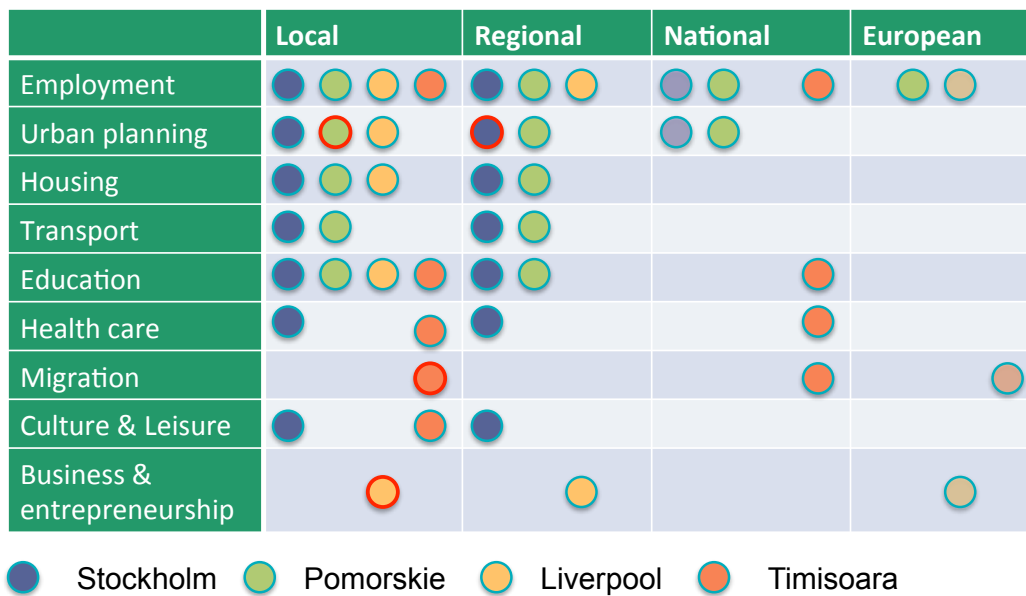 Local Regional National European
Employment
Urban planning
Housing
Transport
Education
Health care
Migration
Culture & Leisure
Business &
entrepreneurship
Stockholm Pomorskie Liverpool Timisoara